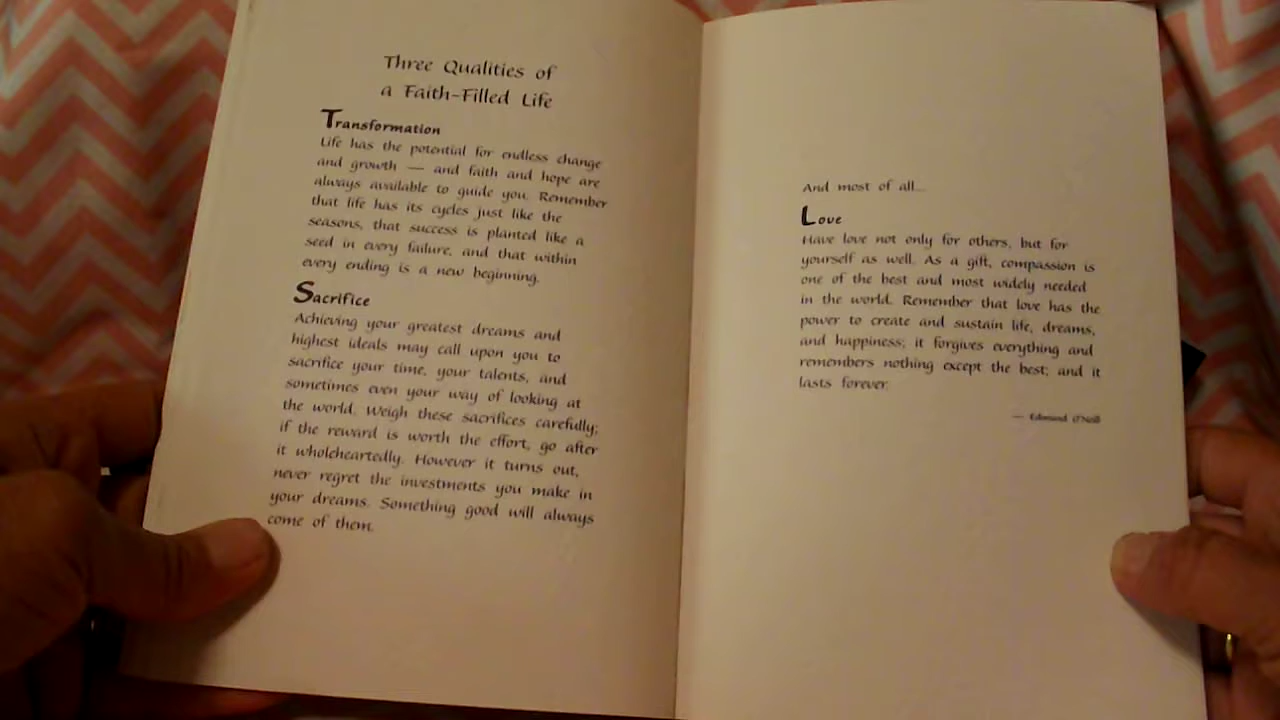 Three Qualities of
a Faith-Filled Life
Transformation
Life has the potential for endless change
and growth — and faith and hope are
always available to guide you. Remember
that life has its cycles just like the
seasons, that success is planted like a
seed in every failure, and that within
every ending is a new beginning.
Sacrifice
Achieving your greatest dreams and
highest ideals may call upon you to
sacrifice your time, your talents, and
sometimes even your way of looking at
the world. Weigh these sacrifices carefully;
if the reward is worth the effort, go after
it wholeheartedly. However it turns out,
never regret the investments you make in
your dreams. Something good will always
come of them.
And most of all...
Love
Have love not only for others, but for
yourself as well. As a gift, compassion is
one of the best and most widely needed
in the world. Remember that love has the
power to create and sustain life, dreams,
and happiness; it forgives everything and
remembers nothing except the best; and it
lasts forever.
— Edmund O'Neill